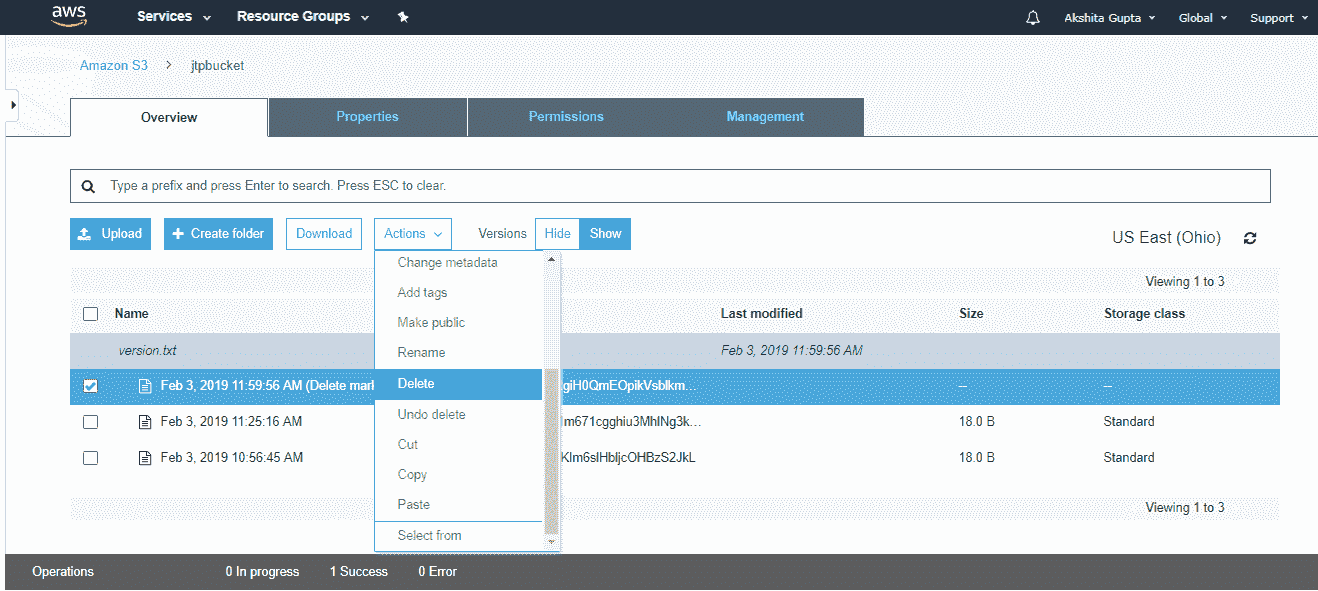 aws Services Resource Groups Akshita Gupta Global Support
Amazon S3 > jtpbucket
Overview Properties Permissions Management
Type a prefix and press Enter to search. Press ESC to clear.
Upload + Create folder Download Actions Versions Hide Show US East (Ohio)
Change metadata
Viewing 1 to 3
Add tags
Name Last modified Size Storage class
Make public
version.txt Feb 3, 2019 11:59:56 AM
Rename
Feb 3, 2019 11:59:56 AM (Delete mark Delete -- --
Undo delete
Feb 3, 2019 11:25:16 AM 18.0 B Standard
Cut
Feb 3, 2019 10:56:45 AM 18.0 B Standard
Copy
Paste
Viewing 1 to 3
Select from
Operations 0 In progress 1 Success 0 Error